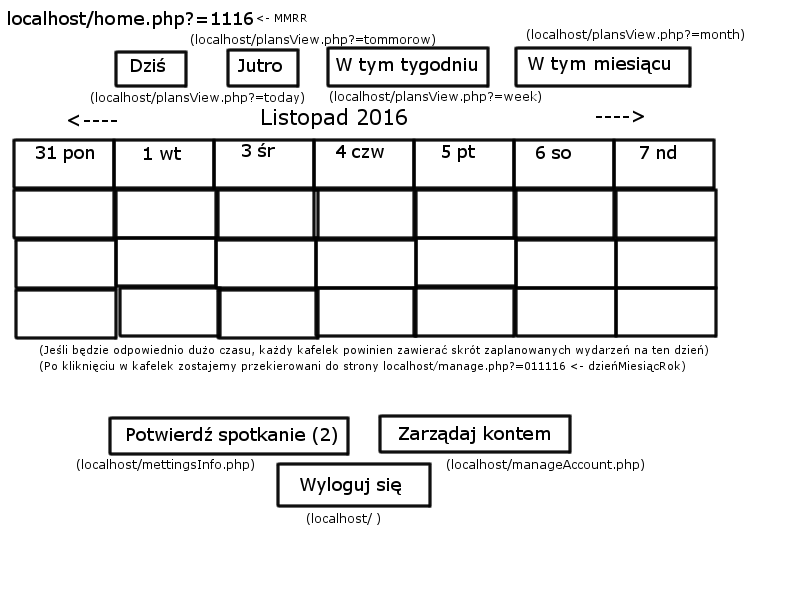 localhost/home.php?=1116 <- MMRR
(localhost/plansView.php?=tommorow)
(localhost/plansView.php?=month)
Dziś
Jutro
W tym tygodniu
W tym miesiącu
(localhost/plansView.php?=today)
(localhost/plansView.php?=week)
<----
Listopad 2016
---->
31 pon
1 wt
3 śr
4 czw
5 pt
6 so
7 nd
(Jeśli będzie odpowiednio dużo czasu, każdy kafelek powinien zawierać skrót zaplanowanych wydarzeń na ten dzień)
(Po kliknięciu w kafelek zostajemy przekierowani do strony localhost/manage.php?=011116 <- dzieńMiesiącRok)
Potwierdź spotkanie (2)
Zarządaj kontem
(localhost/mettingsInfo.php)
(localhost/manageAccount.php)
Wyloguj się
(localhost/ )